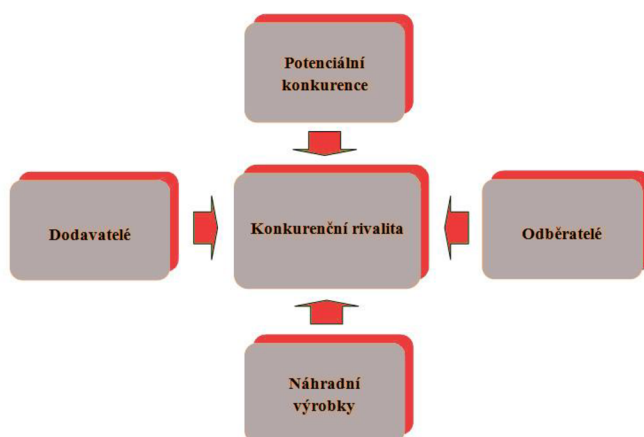 Potenciální
konkurence
Dodavatelé
Konkurenční rivalita
Odběratelé
Náhradní
výrobky